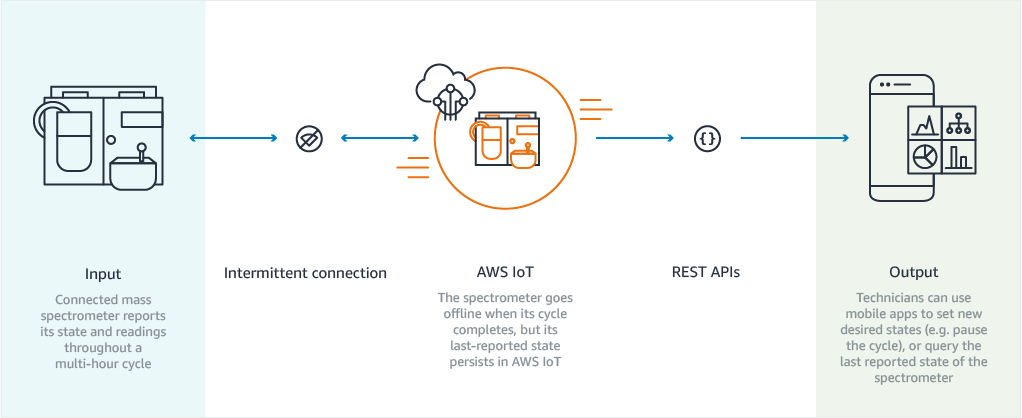 Input
Connected mass
spectrometer reports
its state and readings
throughout a
multi-hour cycle
Intermittent connection
AWS IoT
The spectrometer goes
offline when its cycle
completes, but its
last-reported state
persists in AWS IoT
{}
REST APIs
Output
Technicians can use
mobile apps to set new
desired states (e.g. pause
the cycle), or query the
last reported state of the
spectrometer